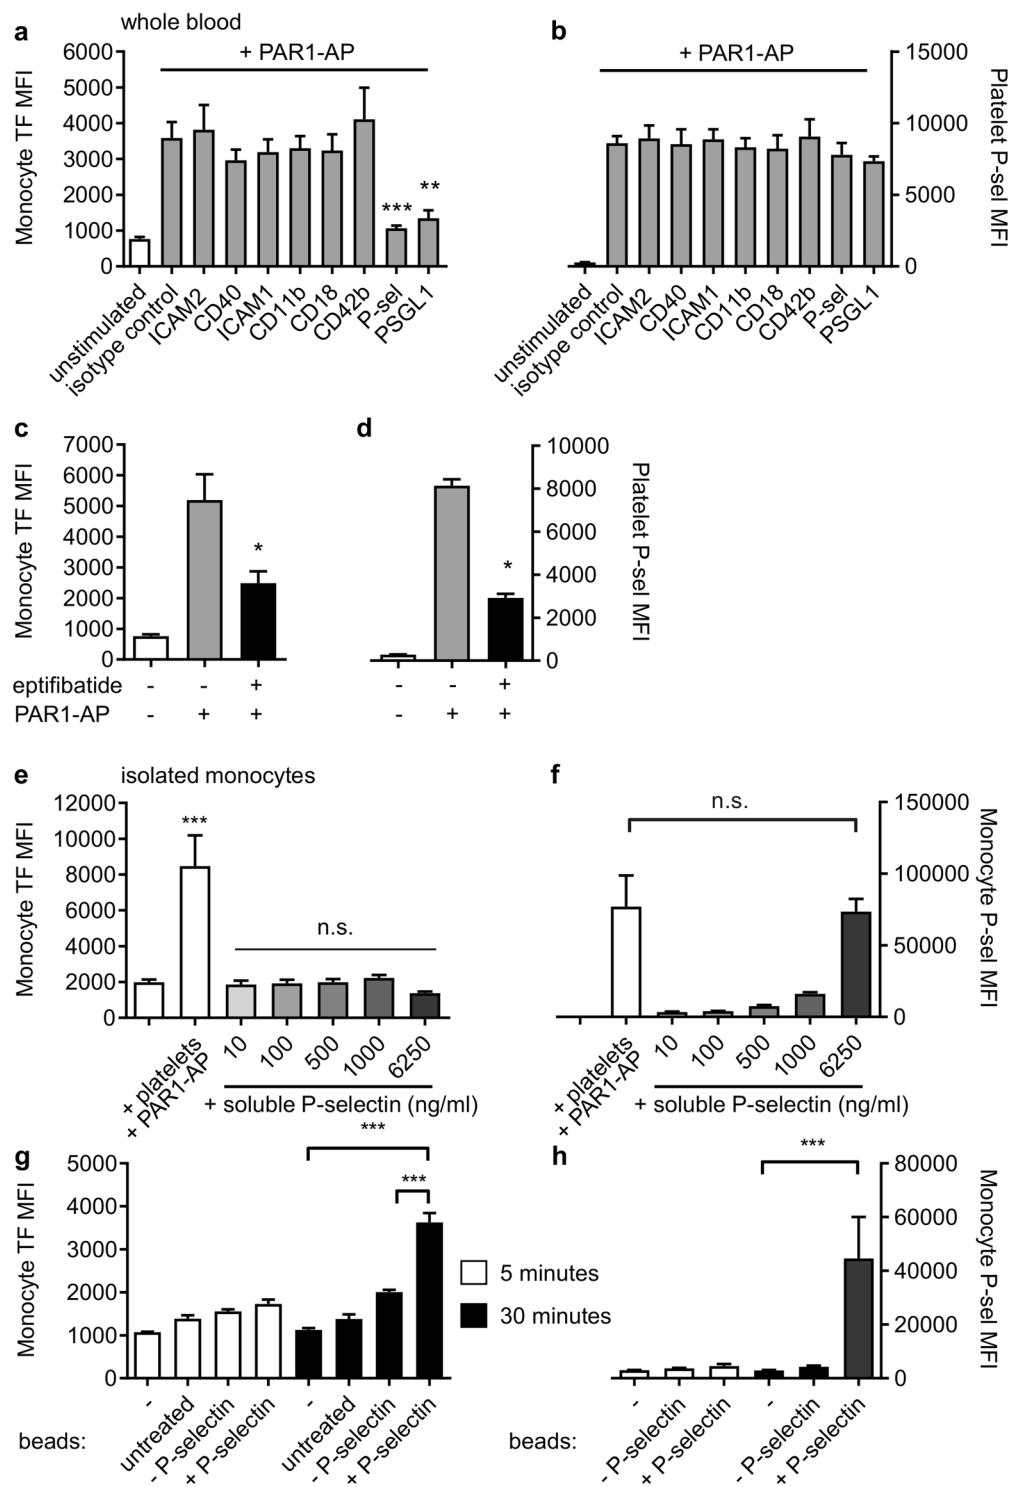 a
whole blood
+ PAR1-AP
Monocyte TF MFI
6000
5000
4000
3000
2000
1000
0
***
**
unstimulated
isotype control
ICAM2
CD40
ICAM1
CD11b
CD18
CD42b
P-sel
PSGL1
b
+ PAR1-AP
15000
10000
5000
0
Platelet P-sel MFI
unstimulated
isotype control
ICAM2
CD40
ICAM1
CD11b
CD18
CD42b
P-sel
PSGL1
c
Monocyte TF MFI
7000
6000
5000
4000
3000
2000
1000
0
*
eptifibatide - - +
PAR1-AP - + +
d
10000
8000
6000
4000
2000
0
Platelet P-sel MFI
*
- - +
- + +
e
isolated monocytes
Monocyte TF MFI
12000
10000
8000
6000
4000
2000
0
***
n.s.
+ platelets
+ PAR1-AP
10
100
500
1000
6250
+ soluble P-selectin (ng/ml)
f
n.s.
150000
100000
50000
0
Monocyte P-sel MFI
+ platelets
+ PAR1-AP
10
100
500
1000
6250
+ soluble P-selectin (ng/ml)
g
Monocyte TF MFI
5000
4000
3000
2000
1000
0
***
***
5 minutes
30 minutes
beads:
-
untreated
- P-selectin
+ P-selectin
-
untreated
- P-selectin
+ P-selectin
h
***
80000
60000
40000
20000
0
Monocyte P-sel MFI
beads:
-
- P-selectin
+ P-selectin
-
- P-selectin
+ P-selectin